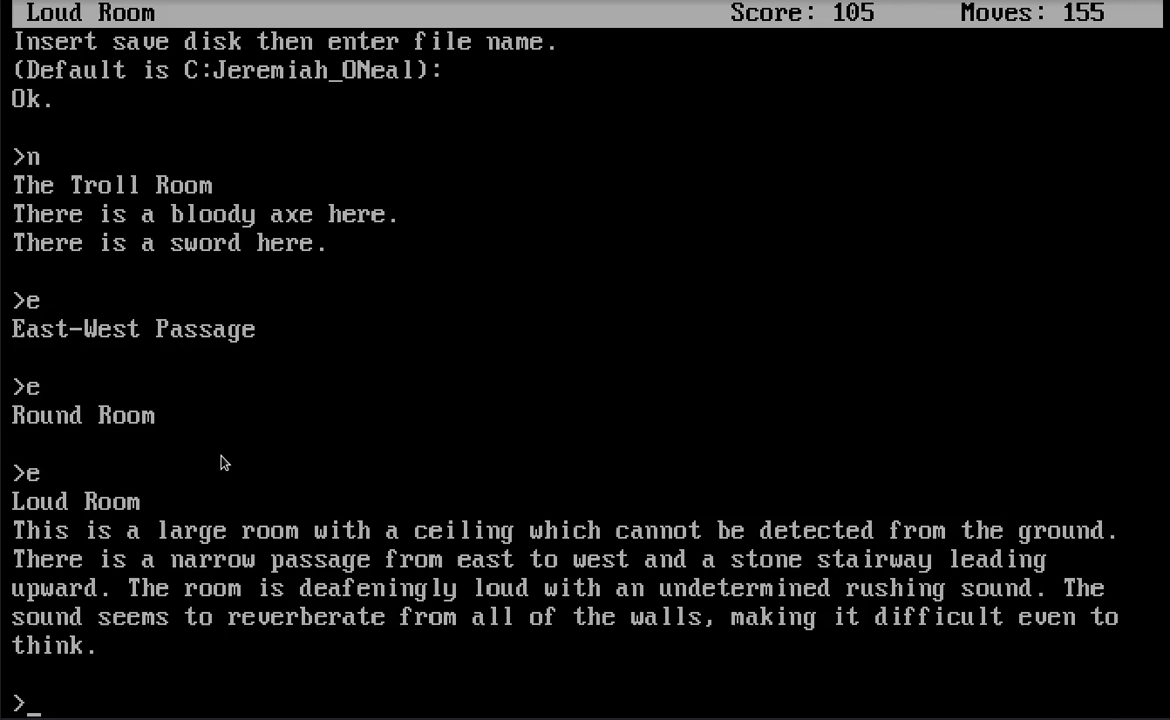 Loud Room Score: 105 Moves: 155
Insert save disk then enter file name.
(Default is C:Jeremiah_ONeal):
Ok.
>n
The Troll Room
There is a bloody axe here.
There is a sword here.
>e
East-West Passage
>e
Round Room
>e
Loud Room
This is a large room with a ceiling which cannot be detected from the ground.
There is a narrow passage from east to west and a stone stairway leading
upward. The room is deafeningly loud with an undetermined rushing sound. The
sound seems to reverberate from all of the walls, making it difficult even to
think.
>_